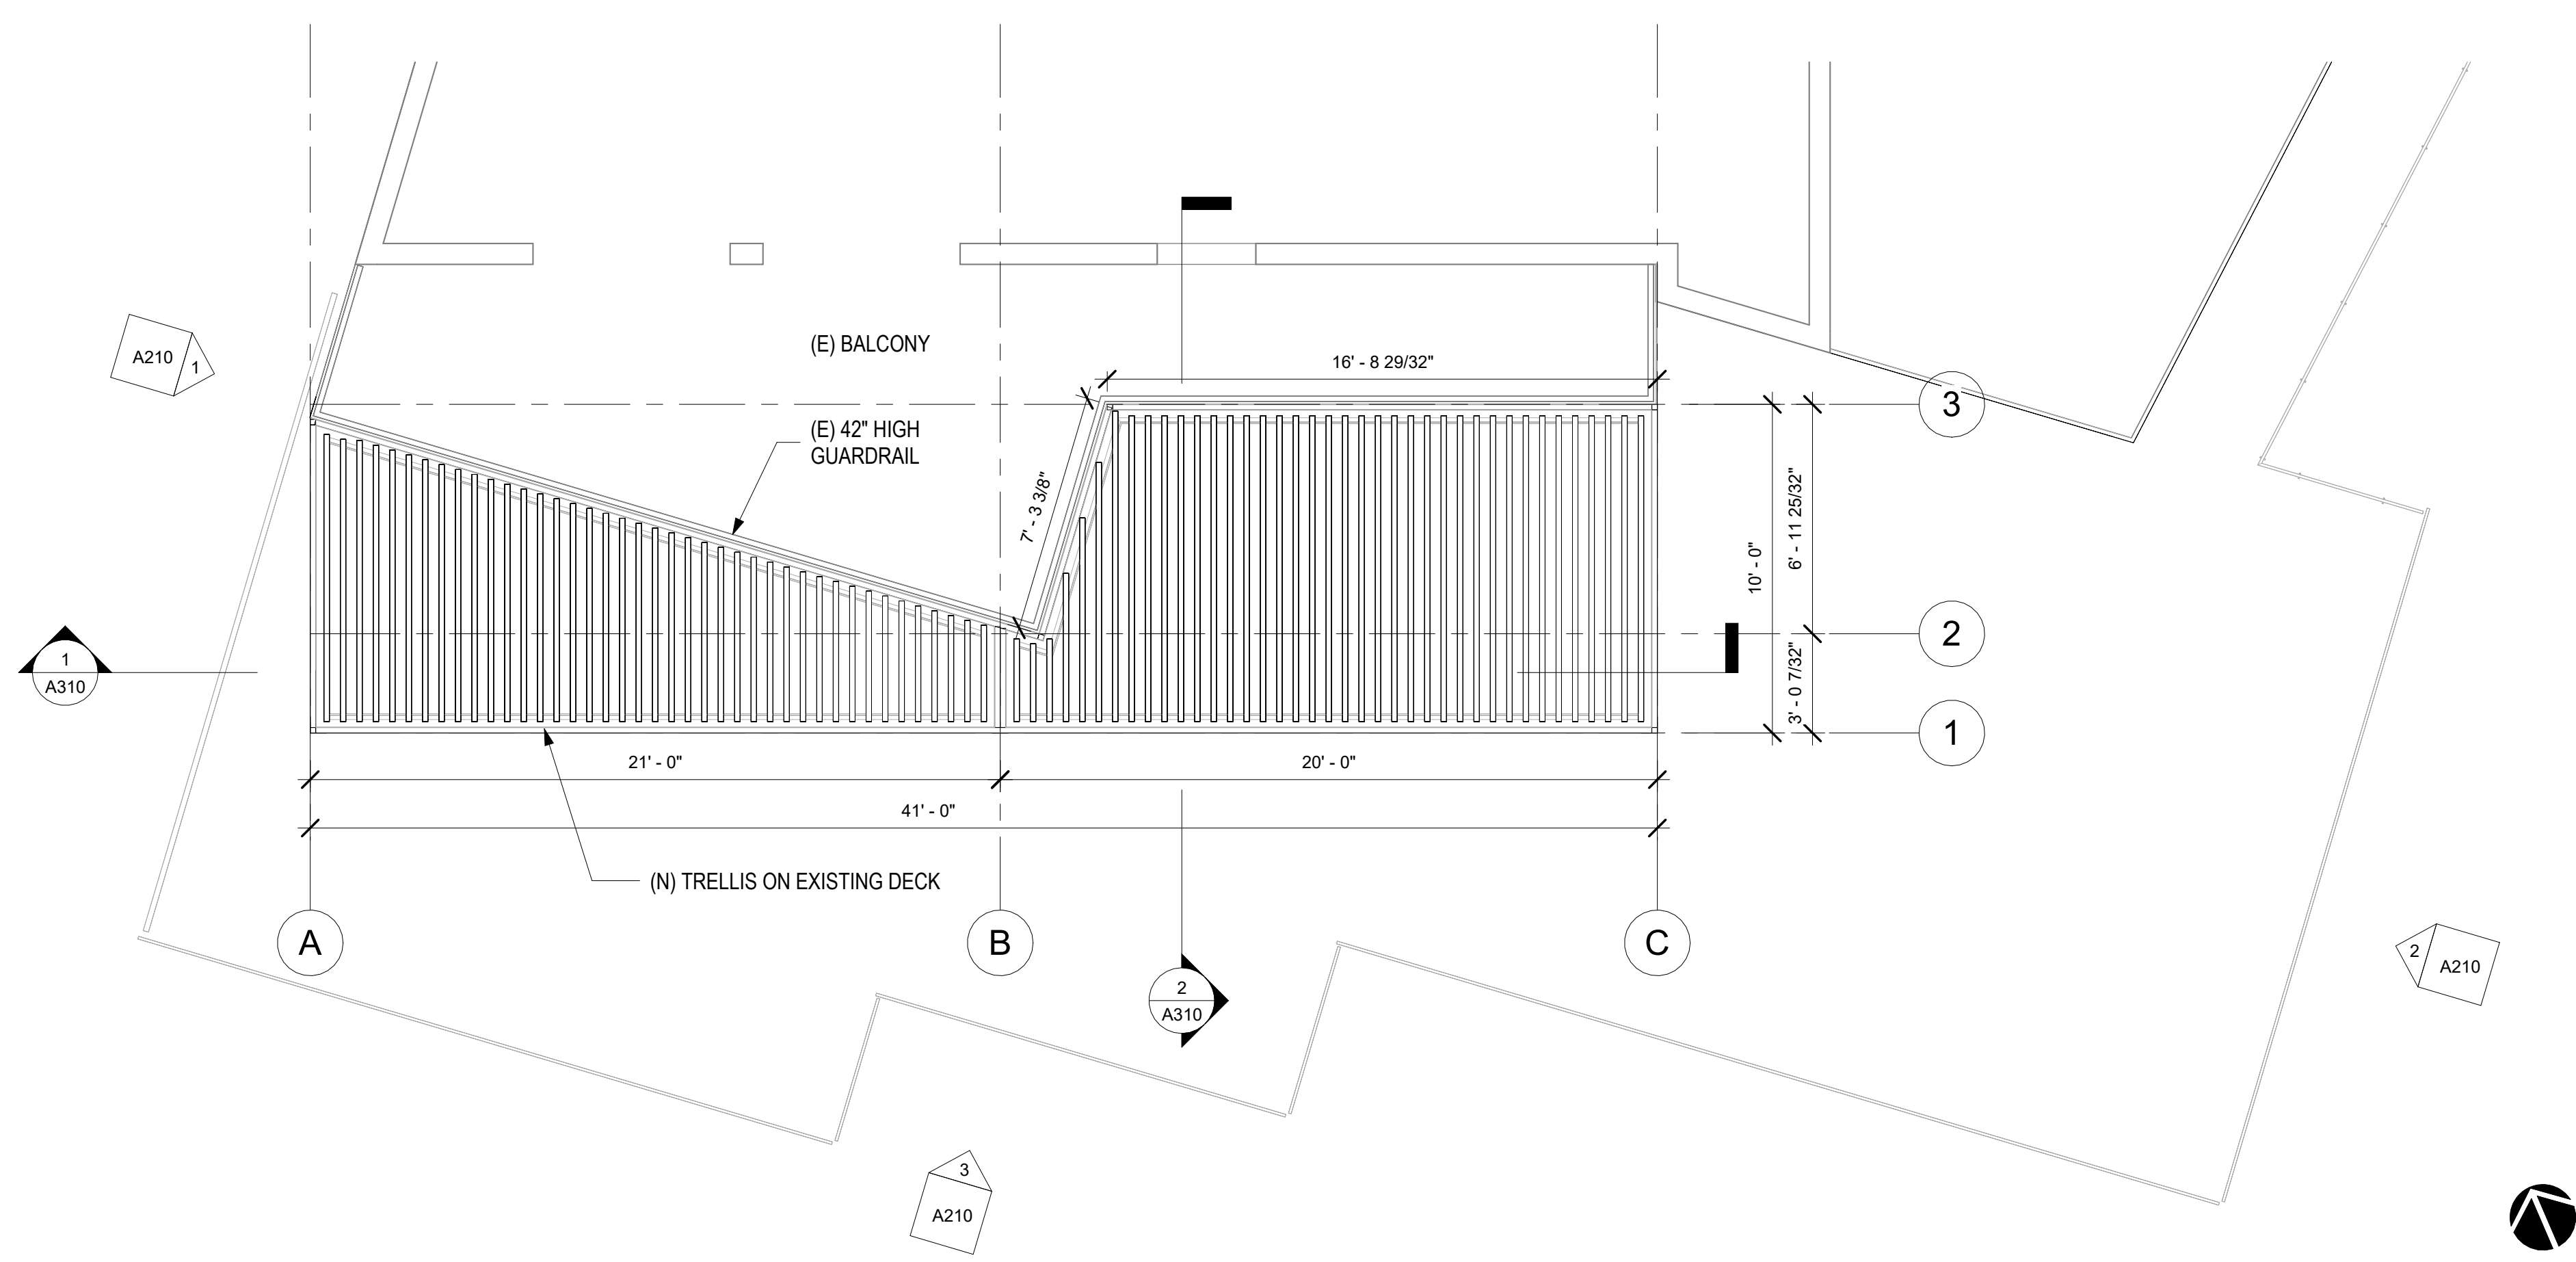 A210
1
(E) BALCONY
16' - 8 29/32"
3
(E) 42" HIGH
GUARDRAIL
7' - 3 3/8"
6' - 11 25/32"
10' - 0"
2
1
A310
3' - 0 7/32"
1
21' - 0"
20' - 0"
41' - 0"
(N) TRELLIS ON EXISTING DECK
A
B
C
2
A210
2
A310
3
A210